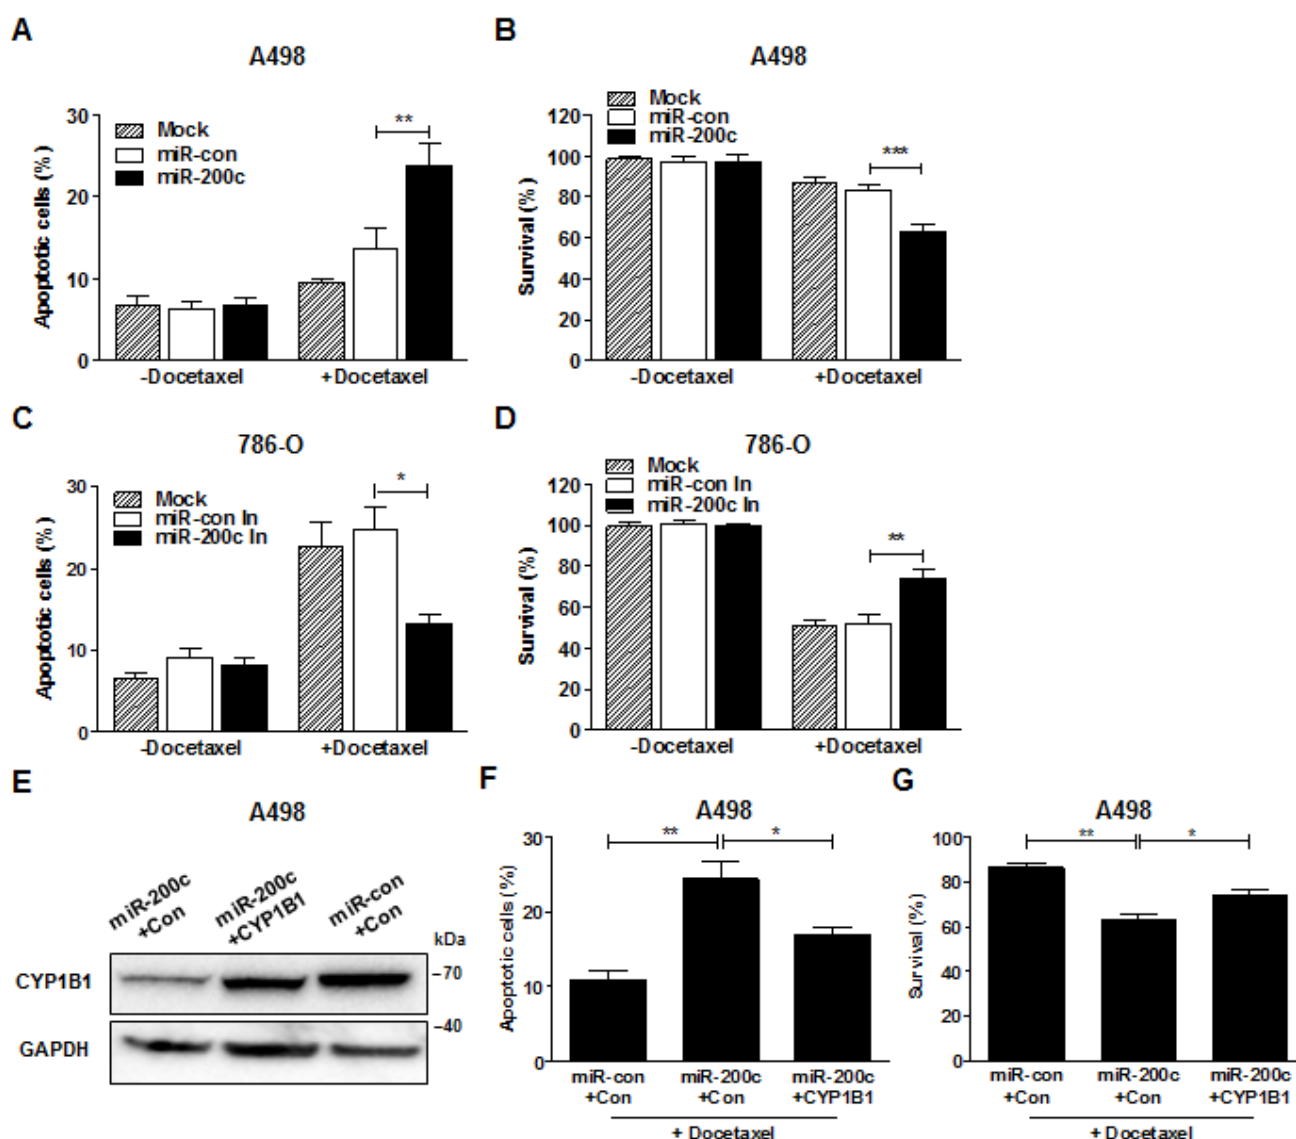 A
A498
Apoptotic cells (%)
30
20
10
0
Mock
miR-con
miR-200c
**
-Docetaxel
+Docetaxel
B
A498
Survival (%)
120
100
80
60
40
20
0
Mock
miR-con
miR-200c
***
-Docetaxel
+Docetaxel
C
786-O
Apoptotic cells (%)
30
20
10
0
Mock
miR-con In
miR-200c In
*
-Docetaxel
+Docetaxel
D
786-O
Survival (%)
120
100
80
60
40
20
0
Mock
miR-con In
miR-200c In
**
-Docetaxel
+Docetaxel
E
A498
miR-200c
+Con
miR-200c
+CYP1B1
miR-con
+Con
kDa
CYP1B1
–70
–40
GAPDH
F
A498
Apoptotic cells (%)
30
20
10
0
**
*
miR-con
+Con
miR-200c
+Con
miR-200c
+CYP1B1
+ Docetaxel
G
A498
Survival (%)
100
80
60
40
20
0
**
*
miR-con
+Con
miR-200c
+Con
miR-200c
+CYP1B1
+ Docetaxel